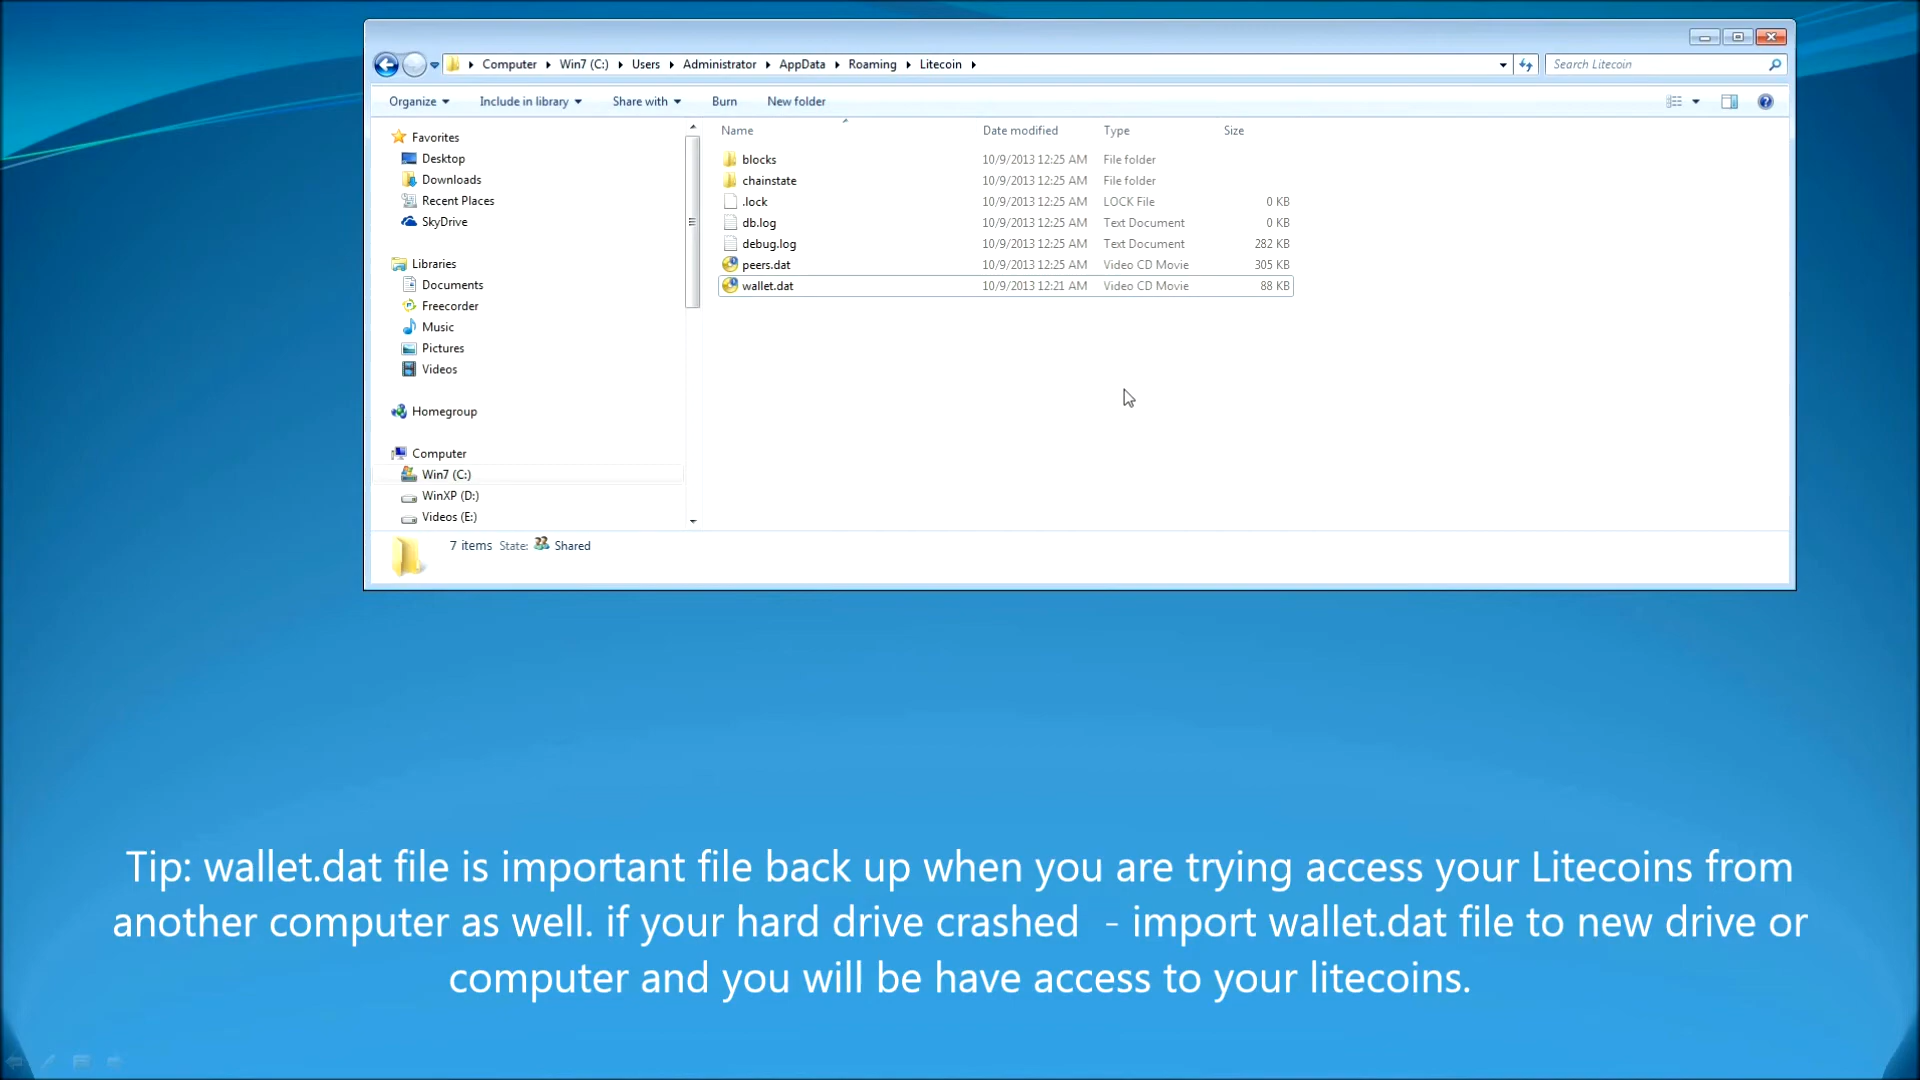 Computer Win7 (C:) Users Administrator AppData Roaming Litecoin
Search Litecoin
Organize Include in library Share with Burn New folder
Favorites
Desktop
Downloads
Recent Places
SkyDrive
Libraries
Documents
Freecorder
Music
Pictures
Videos
Homegroup
Computer
Win7 (C:)
WinXP (D:)
Videos (E:)
Name Date modified Type Size
blocks 10/9/2013 12:25 AM File folder
chainstate 10/9/2013 12:25 AM File folder
.lock 10/9/2013 12:25 AM LOCK File 0 KB
db.log 10/9/2013 12:25 AM Text Document 0 KB
debug.log 10/9/2013 12:25 AM Text Document 282 KB
peers.dat 10/9/2013 12:25 AM Video CD Movie 305 KB
wallet.dat 10/9/2013 12:21 AM Video CD Movie 88 KB
7 items State: Shared
Tip: wallet.dat file is important file back up when you are trying access your Litecoins from
another computer as well. if your hard drive crashed - import wallet.dat file to new drive or
computer and you will be have access to your litecoins.